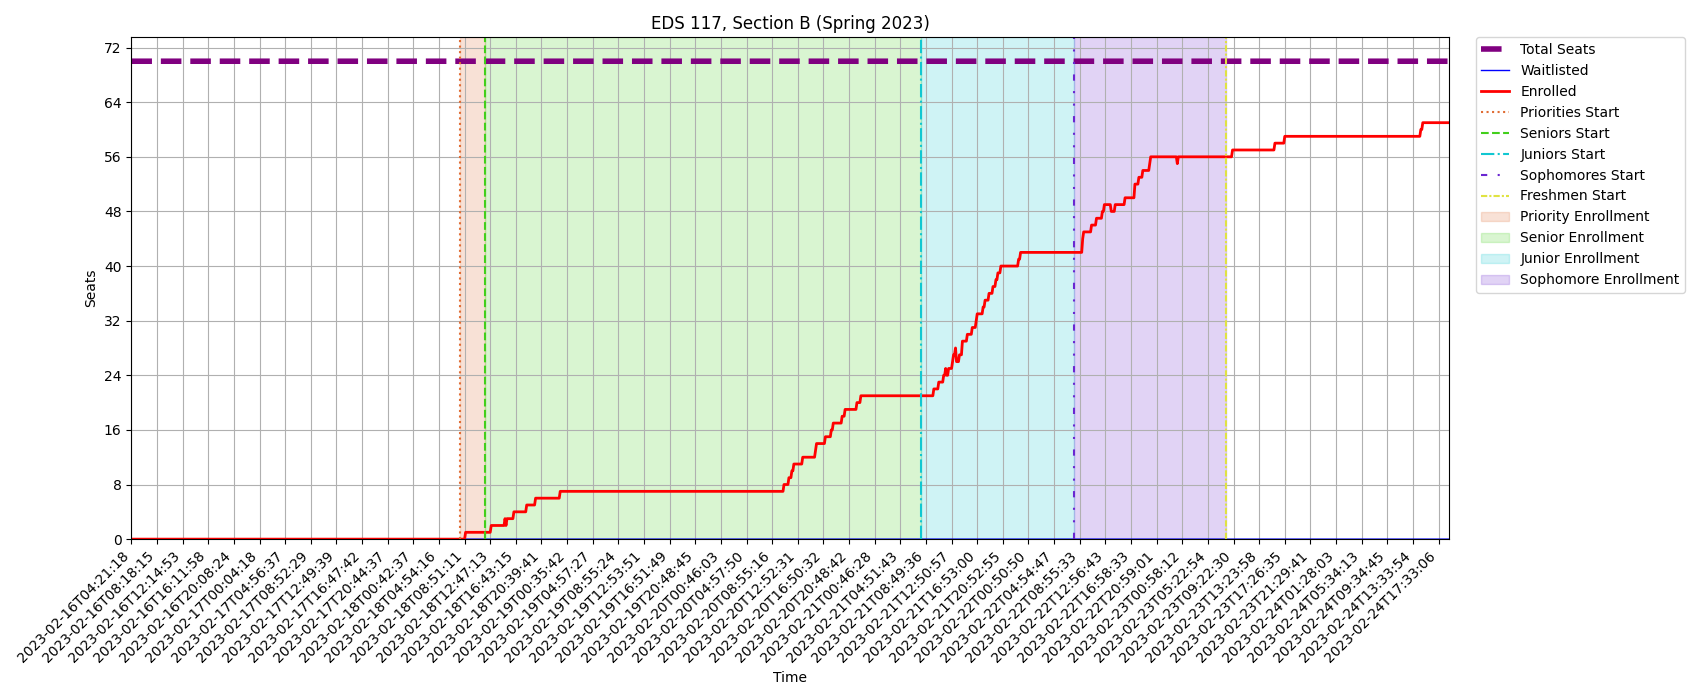 EDS 117, Section B (Spring 2023)
72
64
56
48
40
32
24
16
8
0
Seats
2023-02-16T04:21:18
2023-02-16T08:18:15
2023-02-16T12:14:53
2023-02-16T16:11:58
2023-02-16T20:08:24
2023-02-17T00:04:18
2023-02-17T04:56:37
2023-02-17T08:52:29
2023-02-17T12:49:39
2023-02-17T16:47:42
2023-02-17T20:44:37
2023-02-18T00:42:37
2023-02-18T04:54:16
2023-02-18T08:51:11
2023-02-18T12:47:13
2023-02-18T16:43:15
2023-02-18T20:39:41
2023-02-19T00:35:42
2023-02-19T04:57:27
2023-02-19T08:55:24
2023-02-19T12:53:51
2023-02-19T16:51:49
2023-02-19T20:48:45
2023-02-20T00:46:03
2023-02-20T04:57:50
2023-02-20T08:55:16
2023-02-20T12:52:31
2023-02-20T16:50:32
2023-02-20T20:48:42
2023-02-21T00:46:28
2023-02-21T04:51:43
2023-02-21T08:49:36
2023-02-21T12:50:57
2023-02-21T16:53:00
2023-02-21T20:52:55
2023-02-22T00:50:50
2023-02-22T04:54:47
2023-02-22T08:55:33
2023-02-22T12:56:43
2023-02-22T16:58:33
2023-02-22T20:59:01
2023-02-23T00:58:12
2023-02-23T05:22:54
2023-02-23T09:22:30
2023-02-23T13:23:58
2023-02-23T17:26:35
2023-02-23T21:29:41
2023-02-24T01:28:03
2023-02-24T05:34:13
2023-02-24T09:34:45
2023-02-24T13:33:54
2023-02-24T17:33:06
Time
Total Seats
Waitlisted
Enrolled
Priorities Start
Seniors Start
Juniors Start
Sophomores Start
Freshmen Start
Priority Enrollment
Senior Enrollment
Junior Enrollment
Sophomore Enrollment